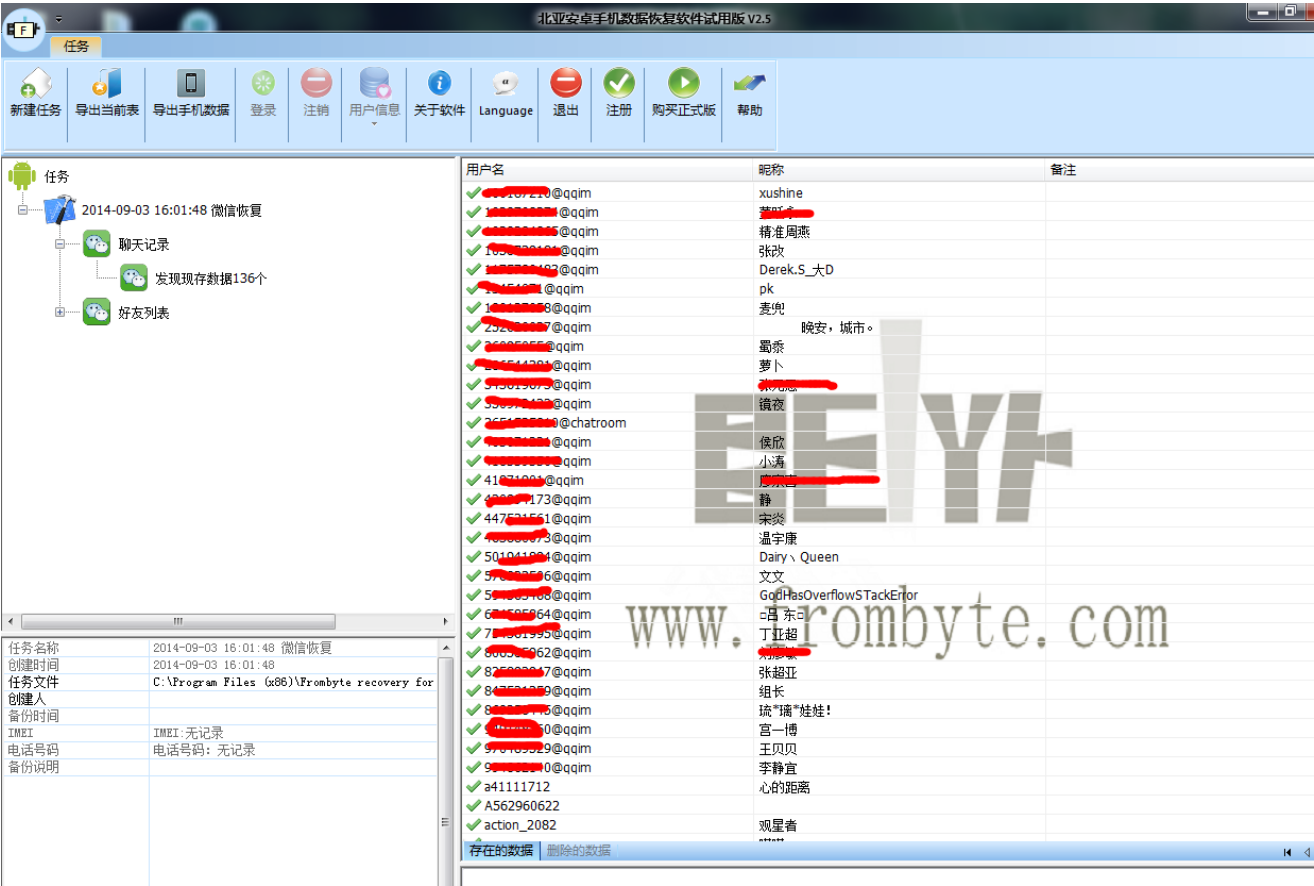 北亚安卓手机数据恢复软件试用版 V2.5
F
任务
新建任务 导出当前表 导出手机数据 登录 注销 用户信息 关于软件 Language 退出 注册 购买正式版 帮助
任务
2014-09-03 16:01:48 微信恢复
聊天记录
发现现存数据136个
好友列表
任务名称 2014-09-03 16:01:48 微信恢复
创建时间 2014-09-03 16:01:48
任务文件 C:\Program Files (x86)\Frombyte recovery for
创建人
备份时间
IMEI IMEI:无记录
电话号码 电话号码: 无记录
备份说明
用户名 昵称 备注
@qqim xushine
@qqim
@qqim 精准周燕
@qqim 张改
@qqim Derek.S_大D
@qqim pk
@qqim 麦兜
@qqim 晚安，城市。
@qqim 蜀黍
@qqim 萝卜
@qqim
@qqim 镜夜
@chatroom
@qqim 侯欣
@qqim 小涛
@qqim
173@qqim 静
@qqim 宋炎
@qqim 温宇康
@qqim Dairy、Queen
@qqim 文文
@qqim GodHasOverflowSTackError
@qqim 吕 东
@qqim 丁亚超
@qqim
@qqim 张超亚
@qqim 组长
@qqim 琉*璃*娃娃!
@qqim 宫一博
@qqim 王贝贝
@qqim 李静宜
a41111712 心的距离
A562960622
action_2082 观星者
存在的数据 删除的数据
www.frombyte.com